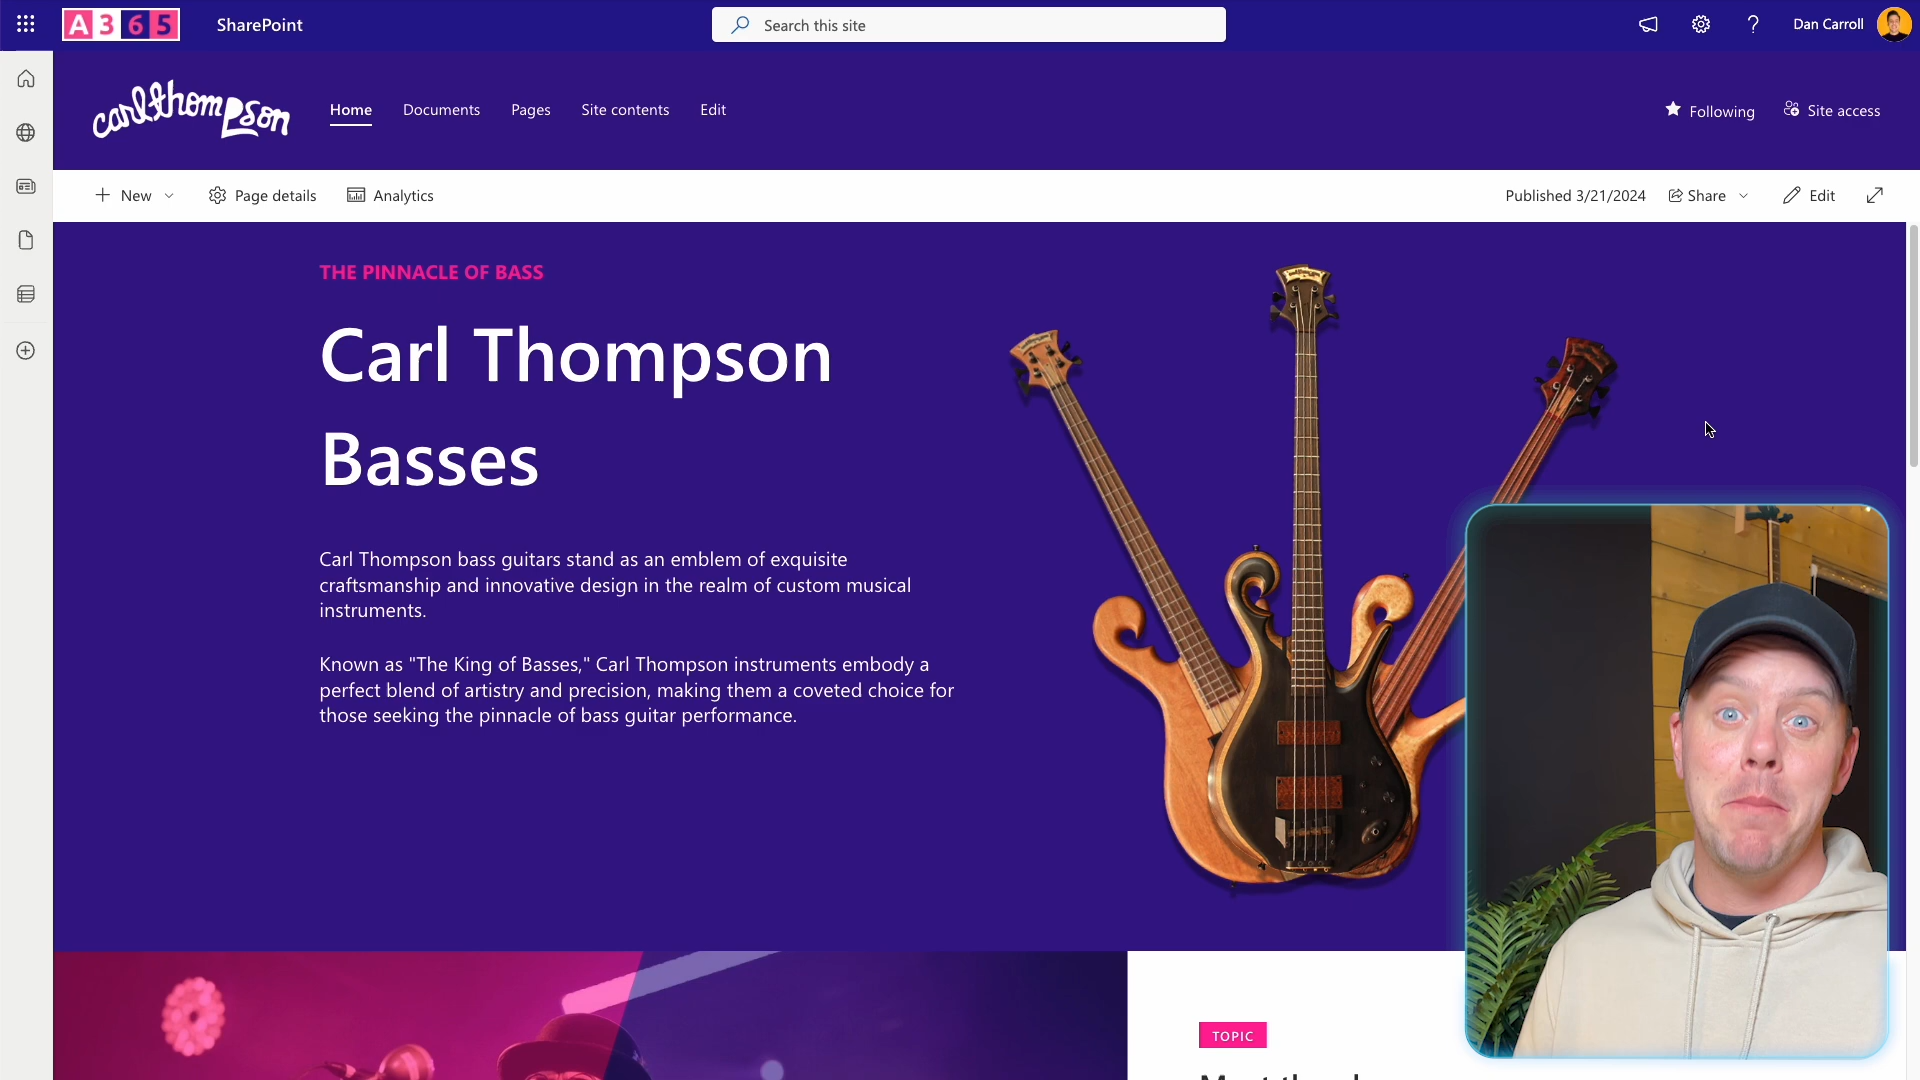 A365
SharePoint
Search this site
Dan Carroll
carl thompson
Home
Documents
Pages
Site contents
Edit
Following
Site access
New
Page details
Analytics
Published 3/21/2024
Share
Edit
THE PINNACLE OF BASS
Carl Thompson
Basses
Carl Thompson bass guitars stand as an emblem of exquisite
craftsmanship and innovative design in the realm of custom musical
instruments.
Known as "The King of Basses," Carl Thompson instruments embody a
perfect blend of artistry and precision, making them a coveted choice for
those seeking the pinnacle of bass guitar performance.
TOPIC